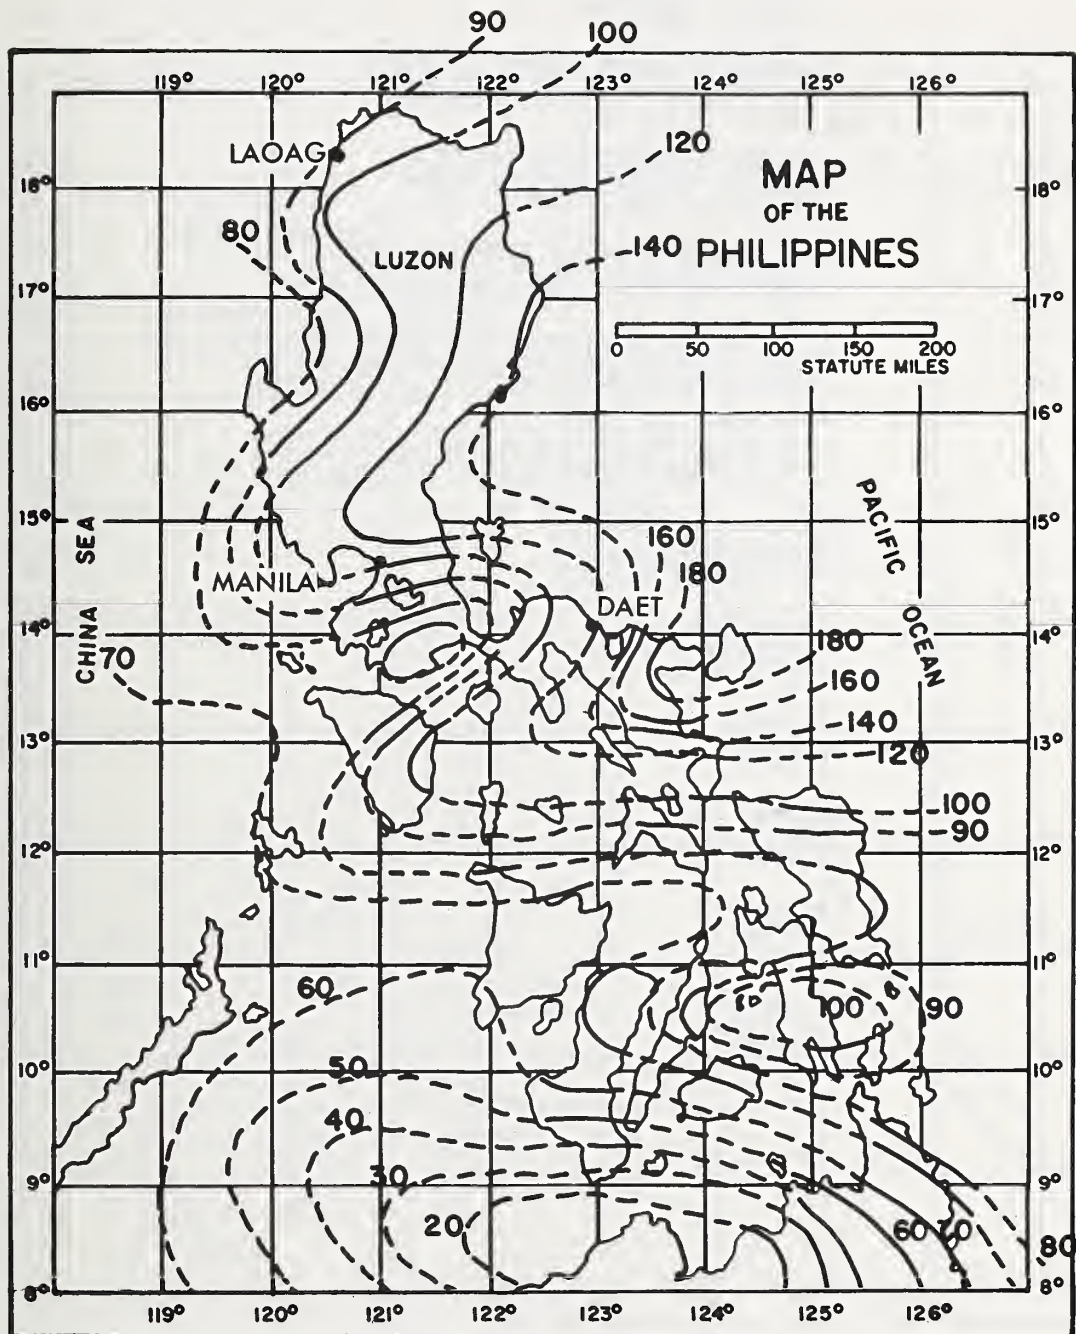 90
100
119° 120° 121° 122° 123° 124° 125° 126°
120
LAOAG
MAP
OF THE
PHILIPPINES
18° 18°
80
LUZON
140
17° 17°
0 50 100 150 200
STATUTE MILES
16° 16°
PACIFIC
OCEAN
15° 15°
CHINA SEA
160
MANILA
180
DAET
14° 14°
70
180
160
140
13° 13°
120
100
90
12° 12°
11° 11°
60
80
100
90
10° 10°
50
40
30
9° 9°
20
60 70
80
8° 8°
119° 120° 121° 122° 123° 124° 125° 126°